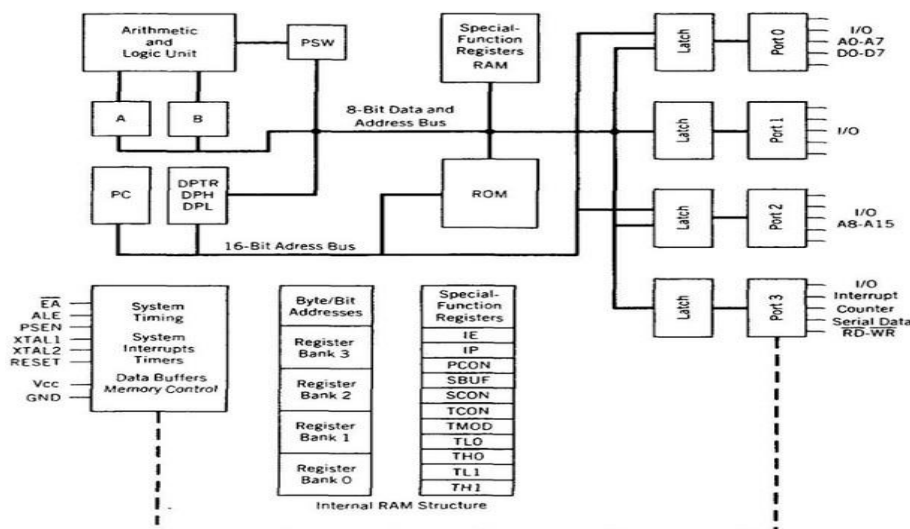 Arithmetic
and
Logic Unit
PSW
Special-
Function
Registers
RAM
Latch
Port 0
I/O
A0-A7
D0-D7
A
B
8-Bit Data and
Address Bus
Latch
Port 1
I/O
PC
DPTR
DPH
DPL
ROM
Latch
Port 2
I/O
A8-A15
16-Bit Adress Bus
EA
ALE
PSEN
XTAL1
XTAL2
RESET
Vcc
GND
System
Timing
System
Interrupts
Timers
Data Buffers
Memory Control
Byte/Bit
Addresses
Register
Bank 3
Register
Bank 2
Register
Bank 1
Register
Bank 0
Special-
Function
Registers
IE
IP
PCON
SBUF
SCON
TCON
TMOD
TL0
TH0
TL1
TH1
Latch
Port 3
I/O
Interrupt
Counter
Serial Data
RD-WR
Internal RAM Structure